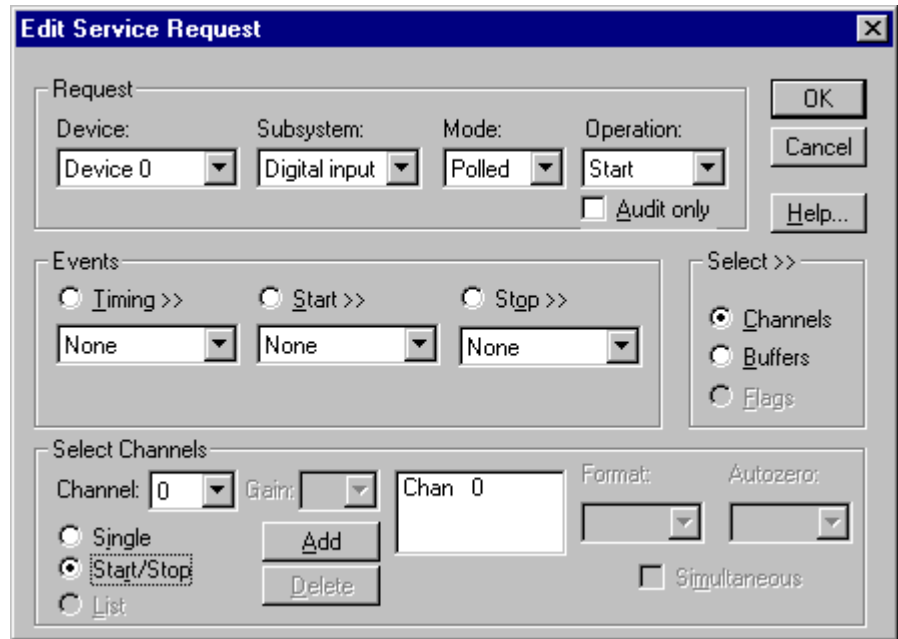 Edit Service Request
Request
OK
Device: Subsystem: Mode: Operation:
Device 0 Digital input Polled Start
Cancel
Audit only
Help...
Events
Select >>
Timing >> Start >> Stop >>
None None None
Channels
Buffers
Flags
Select Channels
Channel: 0 Gain: Chan 0 Format: Autozero:
Single
Add
Start/Stop
Delete
Simultaneous
List